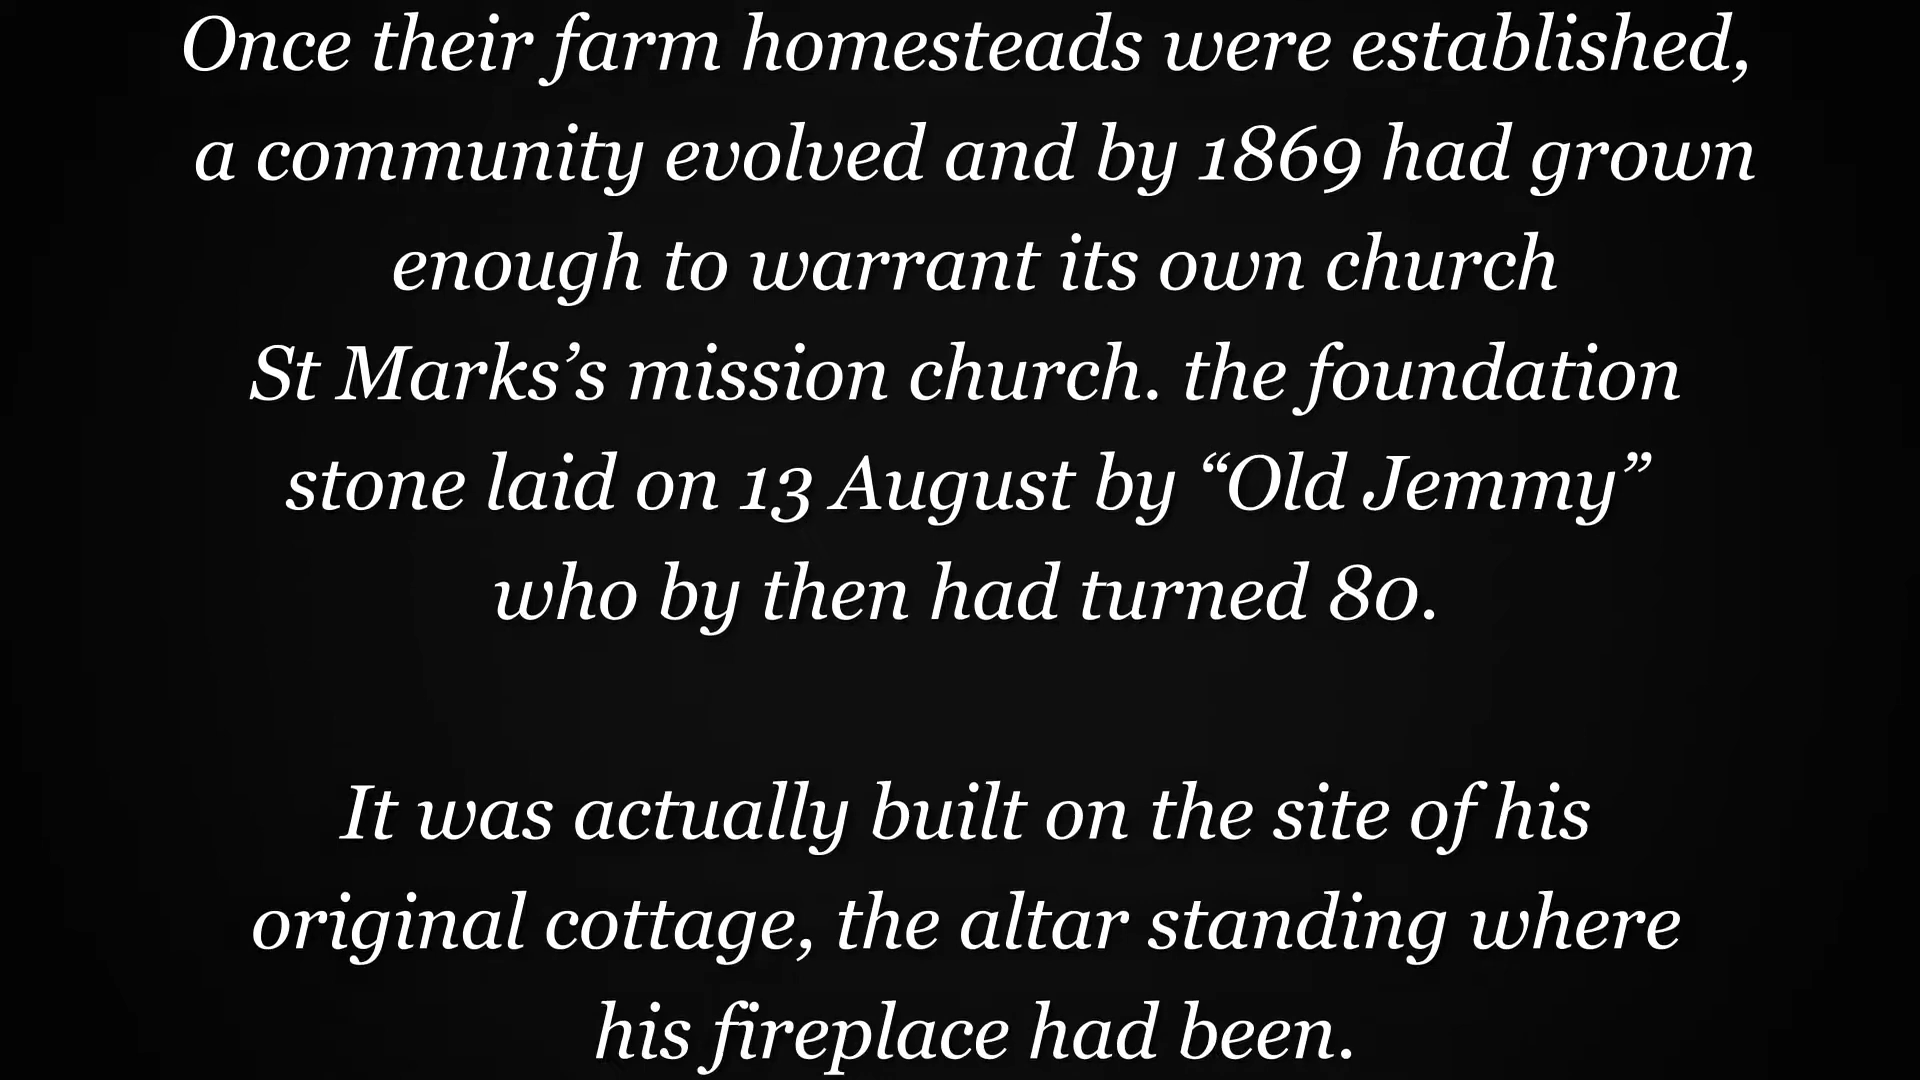 Once their farm homesteads were established,
a community evolved and by 1869 had grown
enough to warrant its own church
St Marks’s mission church. the foundation
stone laid on 13 August by “Old Jemmy”
who by then had turned 80.
It was actually built on the site of his
original cottage, the altar standing where
his fireplace had been.